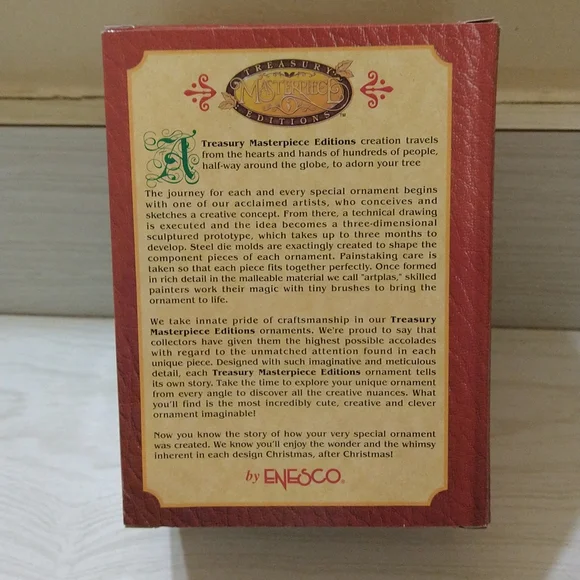 TREASURY
MASTERPIECE
EDITIONS™
A Treasury Masterpiece Editions creation travels
from the hearts and hands of hundreds of people,
half-way around the globe, to adorn your tree
The journey for each and every special ornament begins
with one of our acclaimed artists, who conceives and
sketches a creative concept. From there, a technical drawing
is executed and the idea becomes a three-dimensional
sculptured prototype, which takes up to three months to
develop. Steel die molds are exactingly created to shape the
component pieces of each ornament. Painstaking care is
taken so that each piece fits together perfectly. Once formed
in rich detail in the malleable material we call "artplas," skilled
painters work their magic with tiny brushes to bring the
ornament to life.
We take innate pride of craftsmanship in our Treasury
Masterpiece Editions ornaments. We're proud to say that
collectors have given them the highest possible accolades
with regard to the unmatched attention found in each
unique piece. Designed with such imaginative and meticulous
detail, each Treasury Masterpiece Editions ornament tells
its own story. Take the time to explore your unique ornament
from every angle to discover all the creative nuances. What
you'll find is the most incredibly cute, creative and clever
ornament imaginable!
Now you know the story of how your very special ornament
was created. We know you'll enjoy the wonder and the whimsy
inherent in each design Christmas, after Christmas!
by ENESCO®